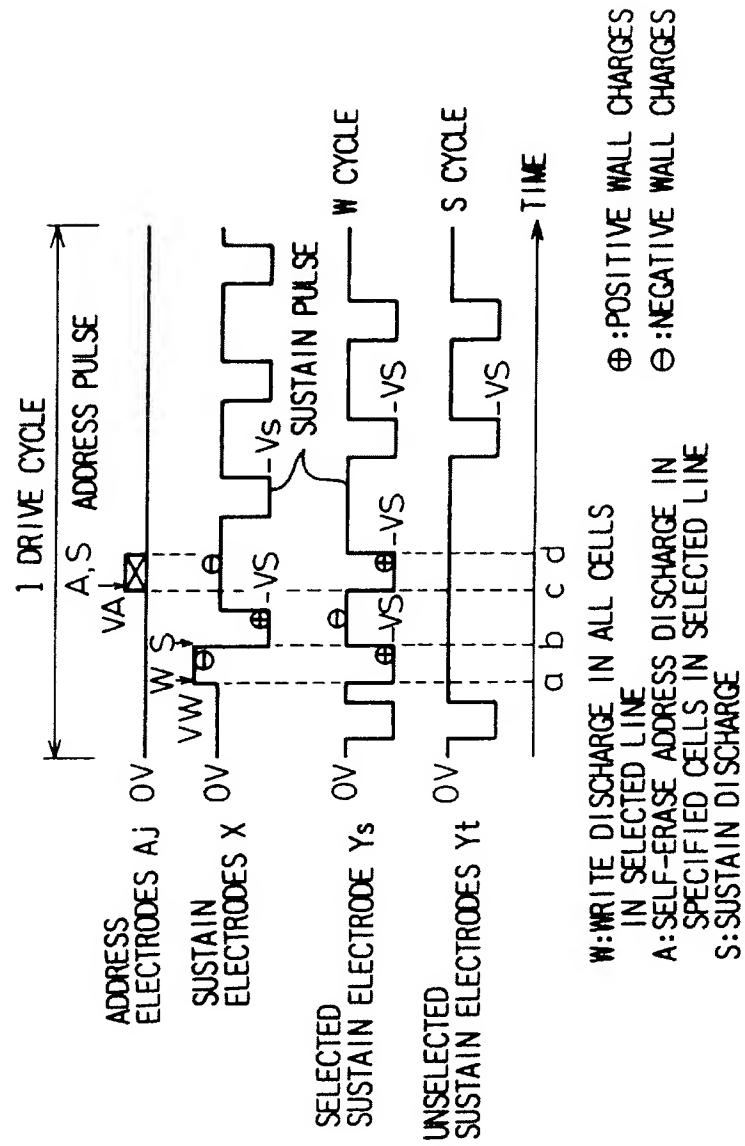 1 DRIVE CYCLE
A, S ADDRESS PULSE
VA
ADDRESS
ELECTRODES Aj
0V
W S
VW
SUSTAIN
ELECTRODES X
0V
⊖ ⊕ ⊖
-VS -Vs
SUSTAIN PULSE
SELECTED
SUSTAIN ELECTRODE Ys
0V
⊕ ⊖ ⊕
-VS -VS -VS
W CYCLE
UNSELECTED
SUSTAIN ELECTRODES Yt
0V
-VS
S CYCLE
a b c d
TIME
W:WRITE DISCHARGE IN ALL CELLS
IN SELECTED LINE
A:SELF-ERASE ADDRESS DISCHARGE IN
SPECIFIED CELLS IN SELECTED LINE
S:SUSTAIN DISCHARGE
⊕:POSITIVE WALL CHARGES
⊖:NEGATIVE WALL CHARGES